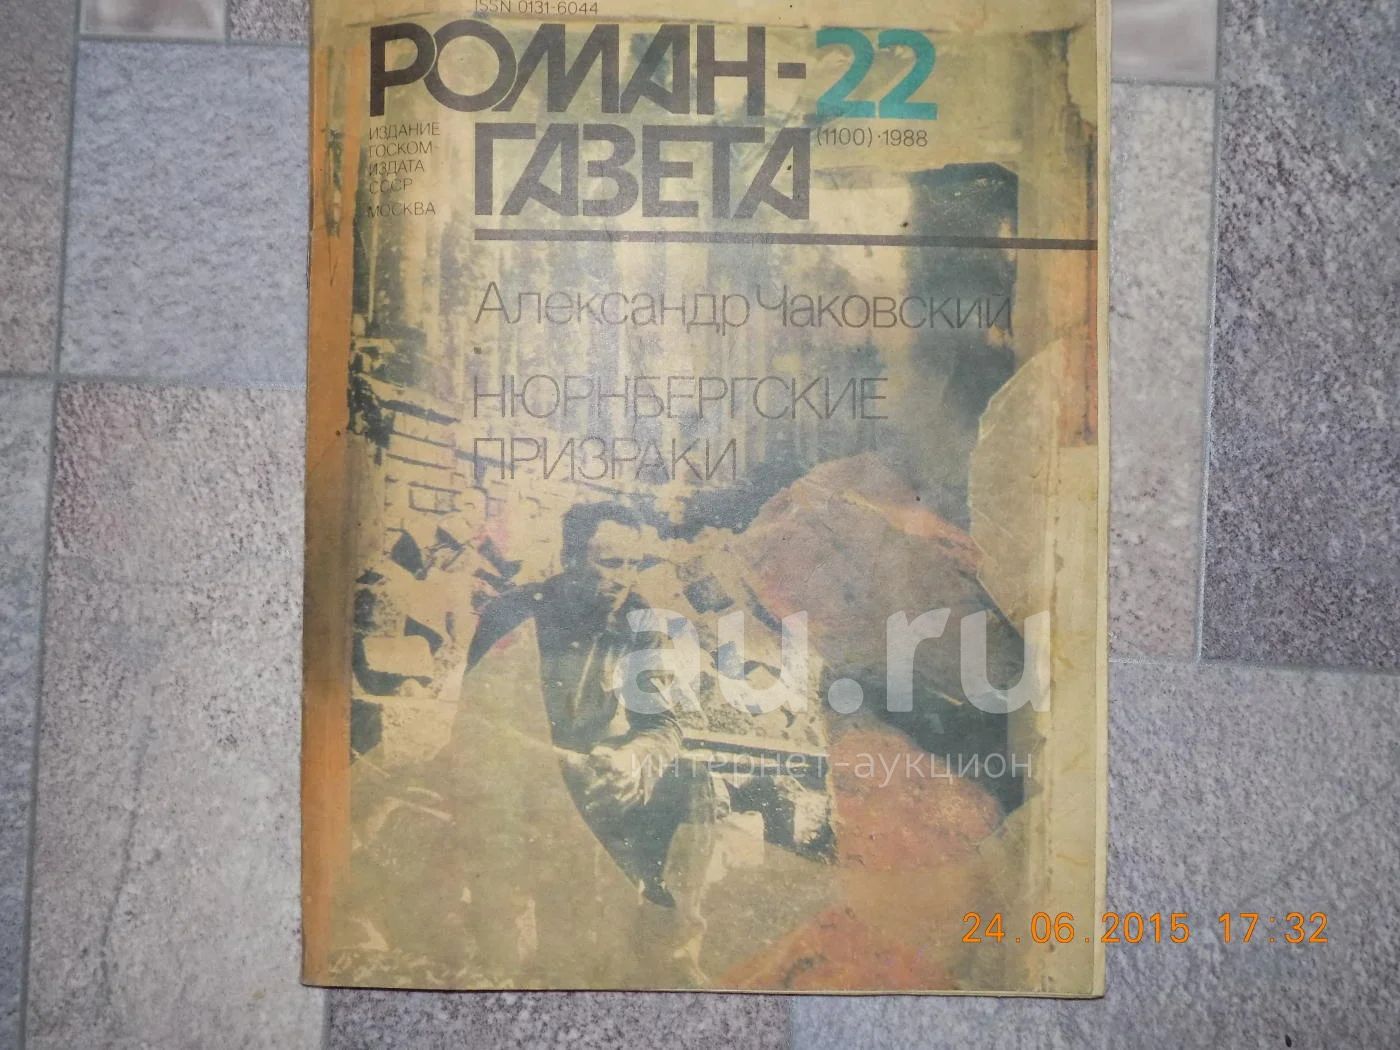 ISSN 0131-6044
РОМАН-22
ГАЗЕТА
(1100)·1988
ИЗДАНИЕ
ГОСКОМ-
ИЗДАТА
СССР
МОСКВА
Александр Чаковский
НЮРНБЕРГСКИЕ
ПРИЗРАКИ
au.ru
интернет-аукцион
24.06.2015 17:32